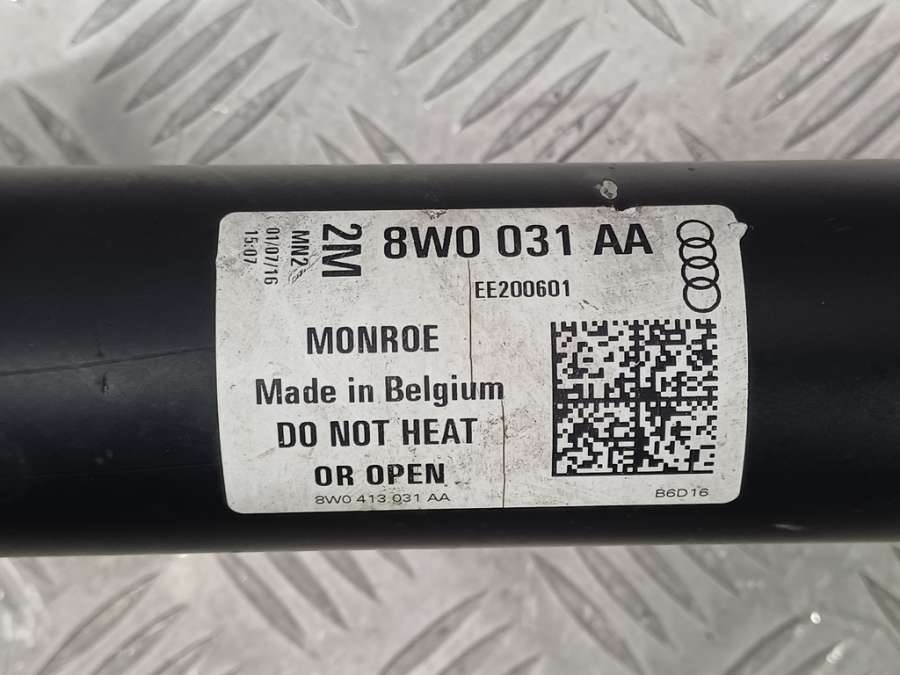 2M
MN2
01/07/16
15:07
8W0 031 AA
EE200601
MONROE
Made in Belgium
DO NOT HEAT
OR OPEN
8W0 413 031 AA
B6D16